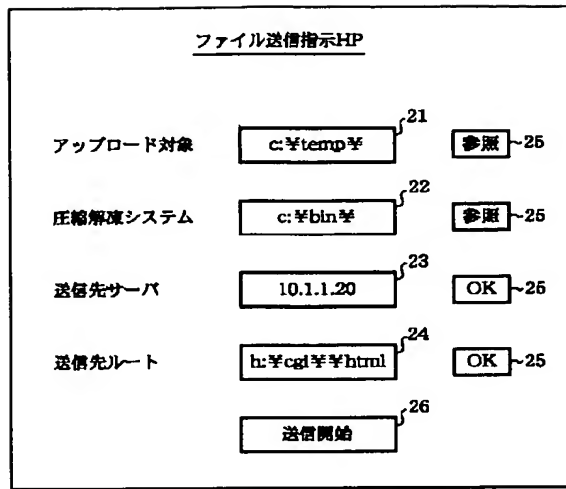 ファイル送信指示HP
21
アップロード対象 c:¥temp¥ 参照 25
22
圧縮解凍システム c:¥bin¥ 参照 25
23
送信先サーバ 10.1.1.20 OK 25
24
送信先ルート h:¥cgi¥¥html OK 25
26
送信開始